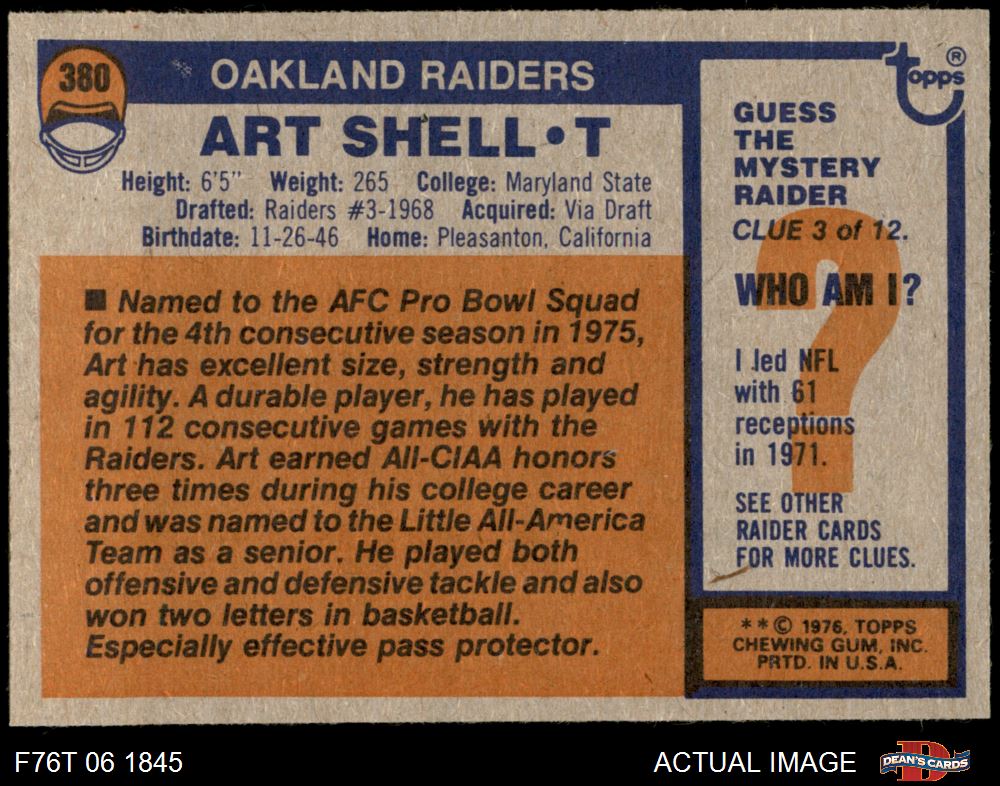 380
OAKLAND RAIDERS
ART SHELL•T
Height: 6'5" Weight: 265 College: Maryland State
Drafted: Raiders #3-1968 Acquired: Via Draft
Birthdate: 11-26-46 Home: Pleasanton, California
■ Named to the AFC Pro Bowl Squad
for the 4th consecutive season in 1975,
Art has excellent size, strength and
agility. A durable player, he has played
in 112 consecutive games with the
Raiders. Art earned All-CIAA honors
three times during his college career
and was named to the Little All-America
Team as a senior. He played both
offensive and defensive tackle and also
won two letters in basketball.
Especially effective pass protector.
topps ®
GUESS
THE
MYSTERY
RAIDER
CLUE 3 of 12.
WHO AM I?
?
I led NFL
with 61
receptions
in 1971.
SEE OTHER
RAIDER CARDS
FOR MORE CLUES.
**© 1976, TOPPS
CHEWING GUM, INC.
PRTD. IN U.S.A.
F76T 06 1845
ACTUAL IMAGE
D
DEAN'S CARDS